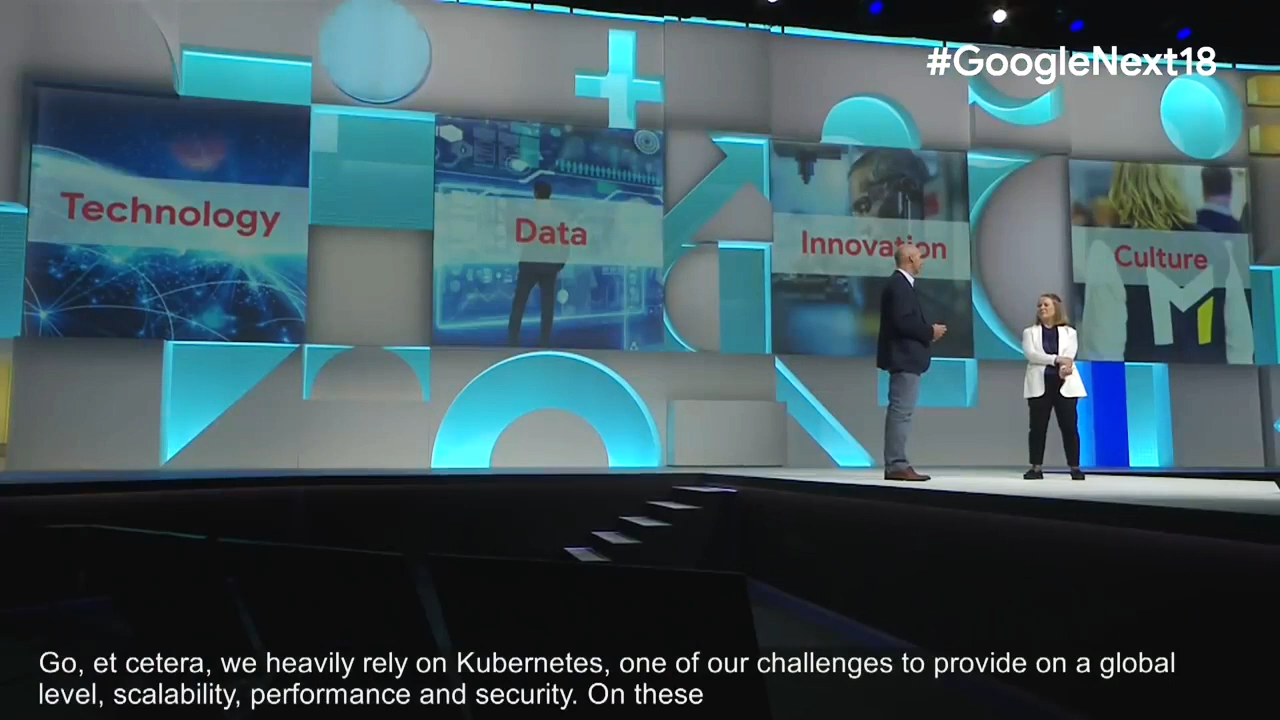 #GoogleNext18
Technology
Data
Innovation
Culture
Go, et cetera, we heavily rely on Kubernetes, one of our challenges to provide on a global
level, scalability, performance and security. On these